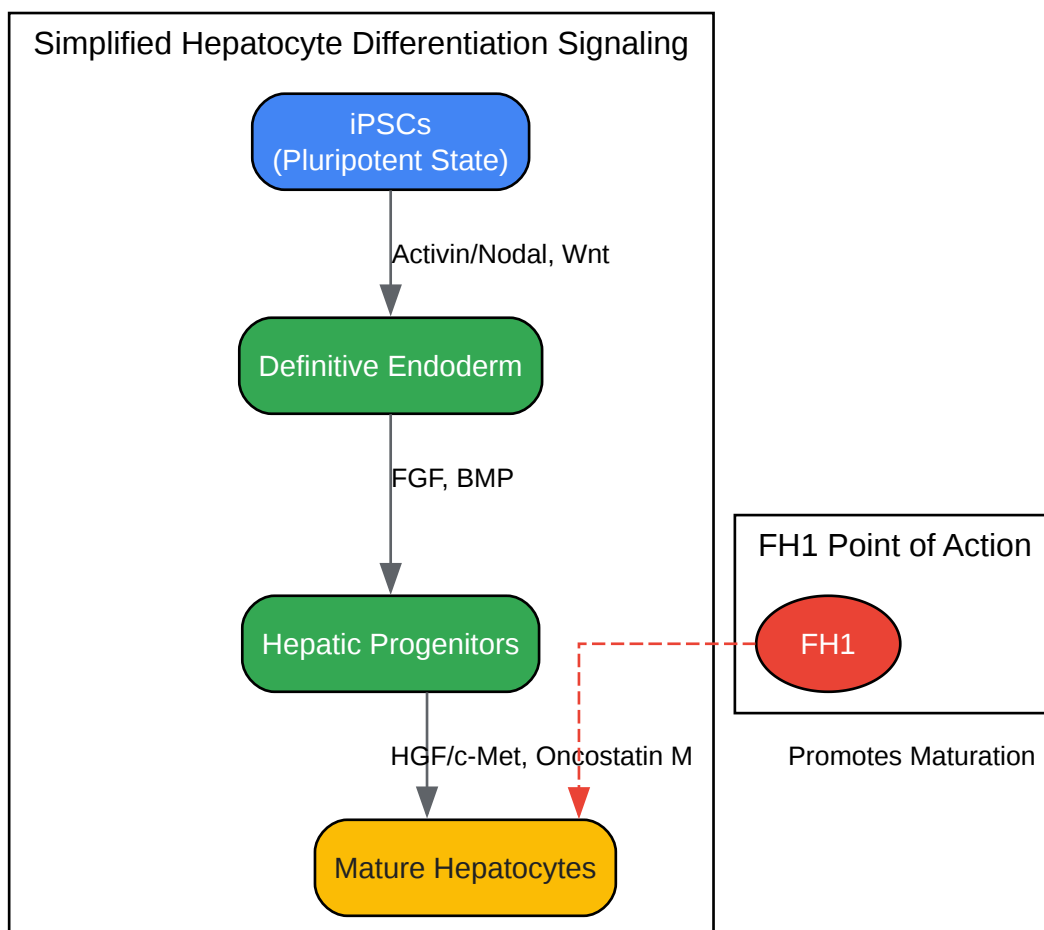 Simplified Hepatocyte Differentiation Signaling
iPSCs
(Pluripotent State)
Activin/Nodal, Wnt
Definitive Endoderm
FGF, BMP
FH1 Point of Action
Hepatic Progenitors
FH1
HGF/c-Met, Oncostatin M
Promotes Maturation
Mature Hepatocytes